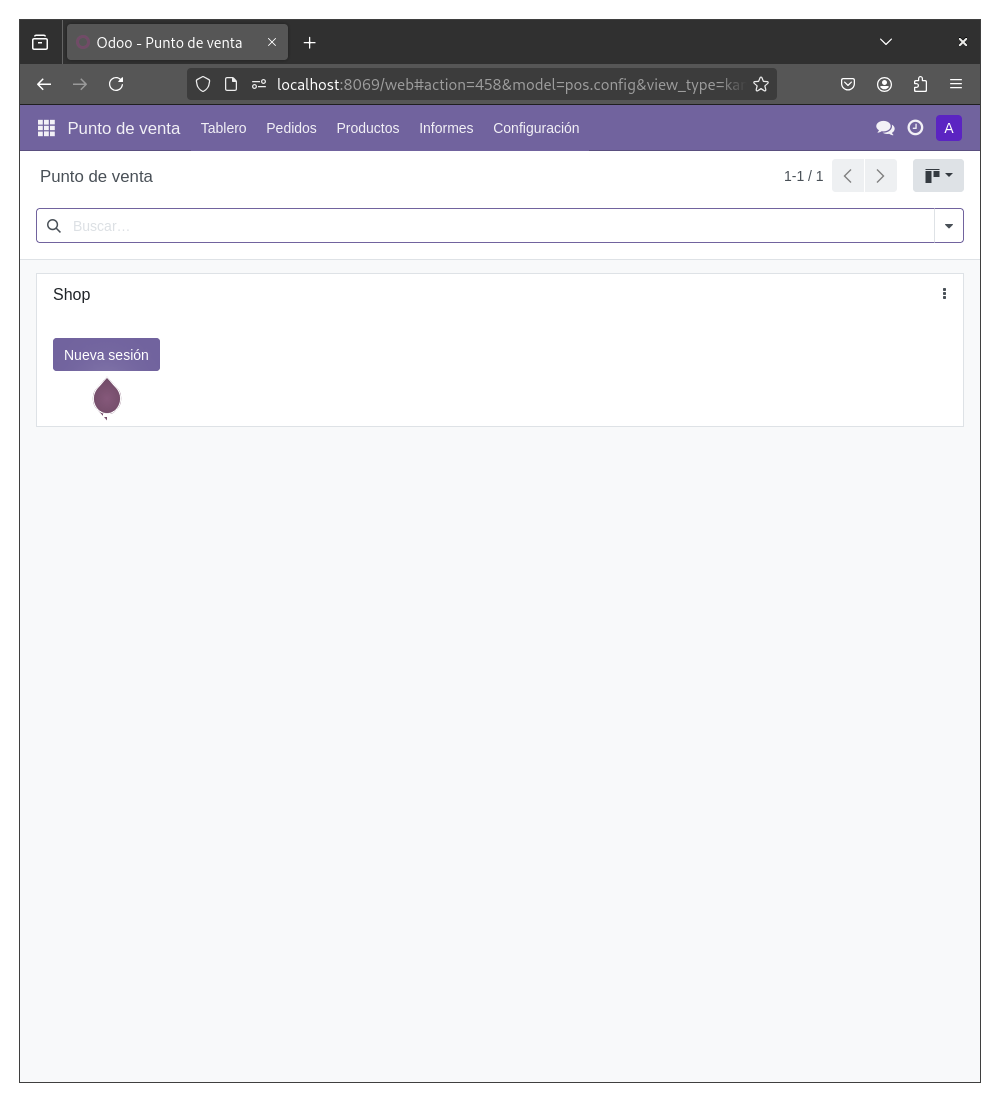 Odoo - Punto de venta
localhost:8069/web#action=458&model=pos.config&view_type=ka
Punto de venta Tablero Pedidos Productos Informes Configuración A
Punto de venta 1-1 / 1
Buscar...
Shop
Nueva sesión